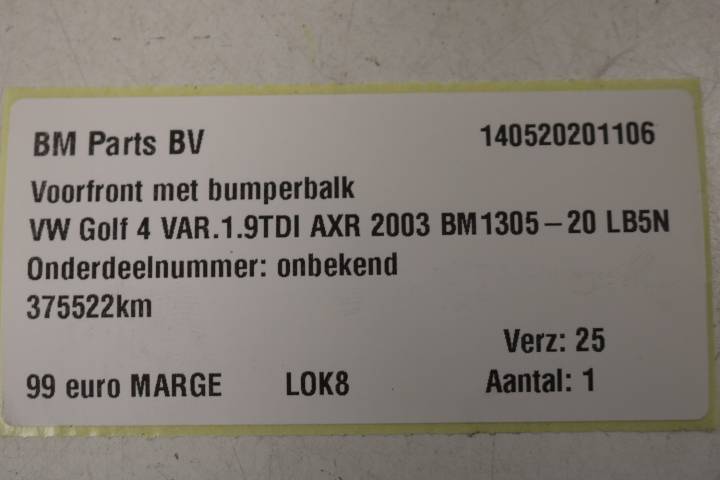 BM Parts BV 140520201106
Voorfront met bumperbalk
VW Golf 4 VAR.1.9TDI AXR 2003 BM1305-20 LB5N
Onderdeelnummer: onbekend
375522km
Verz: 25
99 euro MARGE LOK8 Aantal: 1